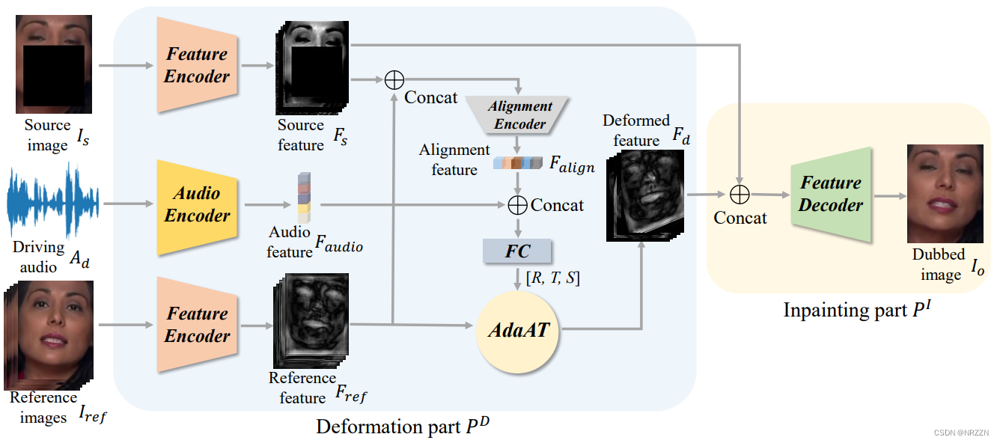 Feature
Encoder
Source
image I_s
Source
feature F_s
Concat
Alignment
Encoder
Alignment
feature
F_align
Audio
Encoder
Driving
audio A_d
Audio
feature F_audio
Concat
FC
[R, T, S]
AdaAT
Feature
Encoder
Reference
images I_ref
Reference
feature F_ref
Deformed
feature F_d
Deformation part P^D
Concat
Feature
Decoder
Dubbed
image I_o
Inpainting part P^I
CSDN @NRZZN